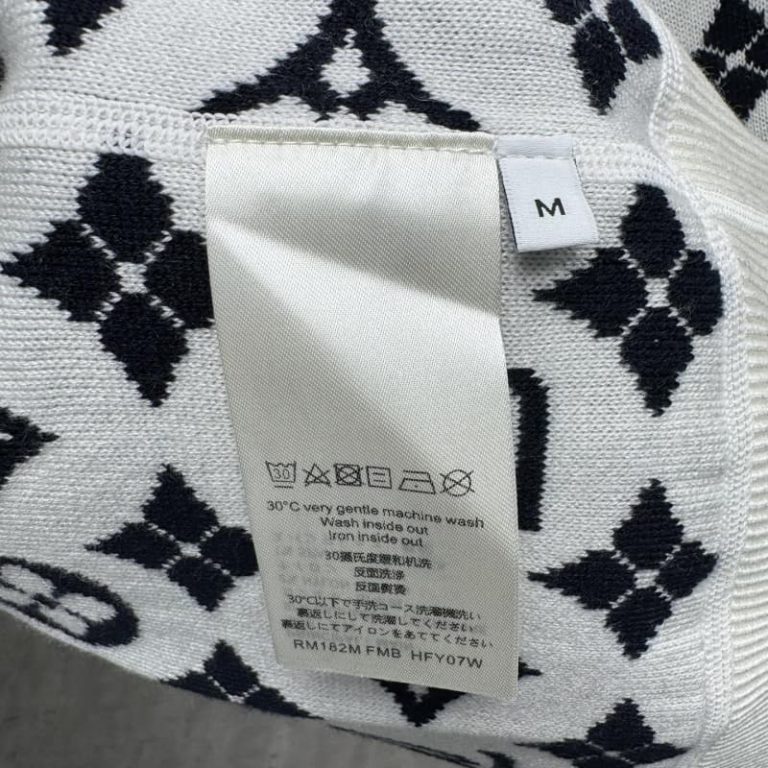 M
30
30°C very gentle machine wash
Wash inside out
Iron inside out
30攝氏度緩和机洗
反面洗涤
反面熨烫
30℃以下で手洗コース洗濯機洗い
裏返しにして洗濯してください
裏返しにてアイロンをあててください
RM182M FMB HFY07W